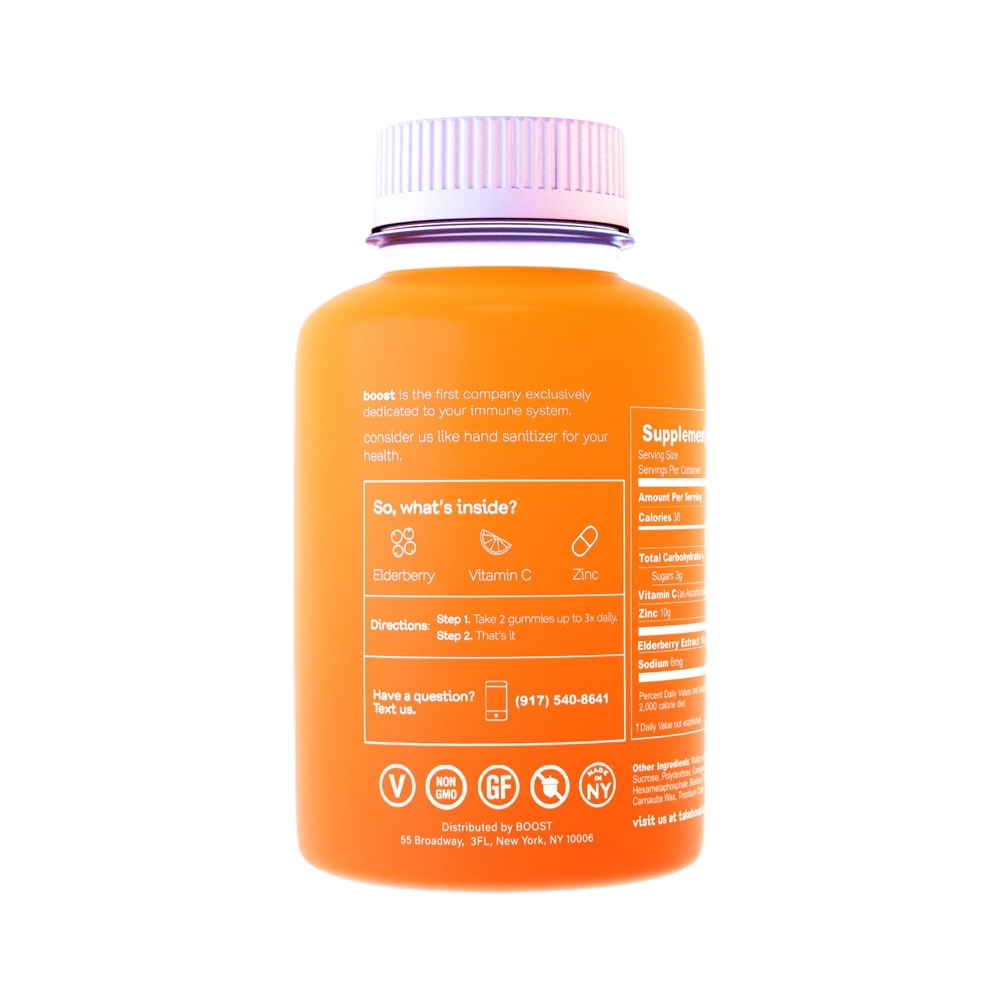 boost is the first company exclusively
dedicated to your immune system.
consider us like hand sanitizer for your
health.
So, what's inside?
Elderberry Vitamin C Zinc
Directions: Step 1. Take 2 gummies up to 3x daily.
Step 2. That's it
Have a question?
Text us.
(917) 540-8641
V NON GMO GF MADE IN NY
Distributed by BOOST
55 Broadway, 3FL, New York, NY 10006
Supplement
Serving Size
Servings Per Container
Amount Per Serving
Calories 38
Total Carbohydrate
Sugars 3g
Vitamin C (as Ascorbic
Zinc 10g
Elderberry Extract
Sodium 6mg
Percent Daily Values are
2,000 calorie diet.
† Daily Value not established
Other Ingredients
Sucrose, Polydextrose,
Hexametaphosphate
Carnauba Wax,
visit us at takeboost.